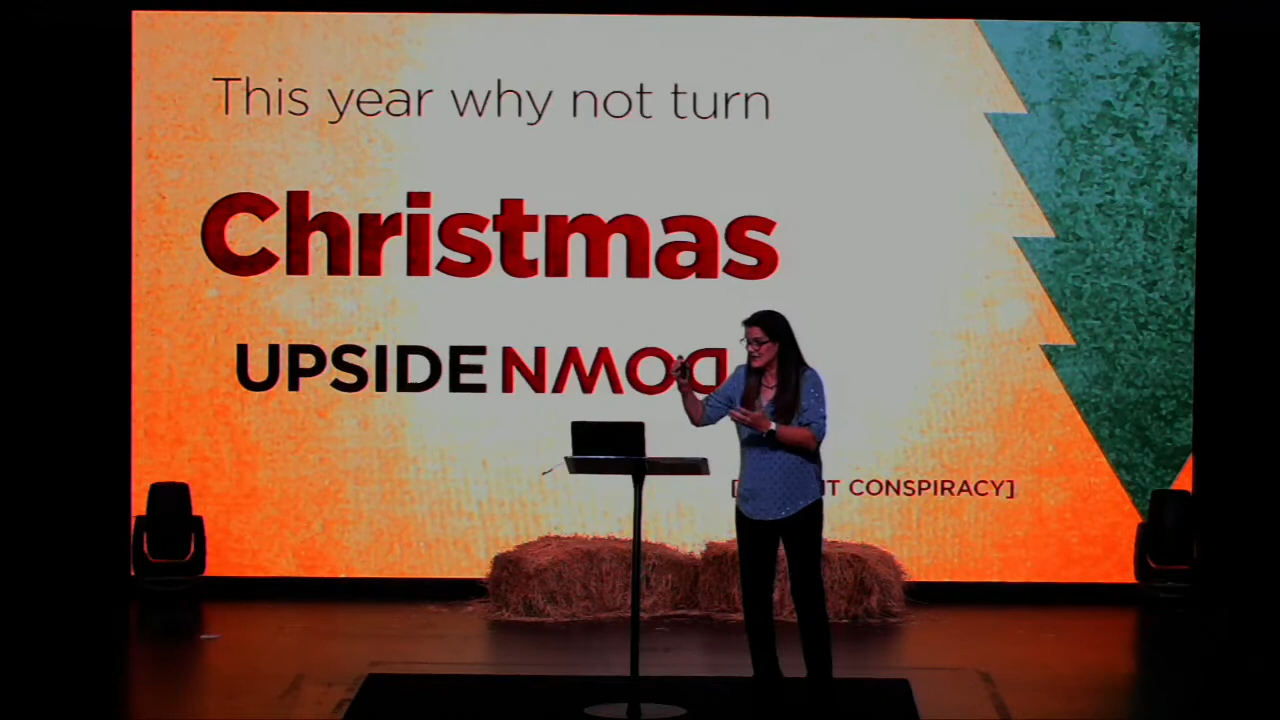 This year why not turn
Christmas
UPSIDE DOWN
CONSPIRACY]